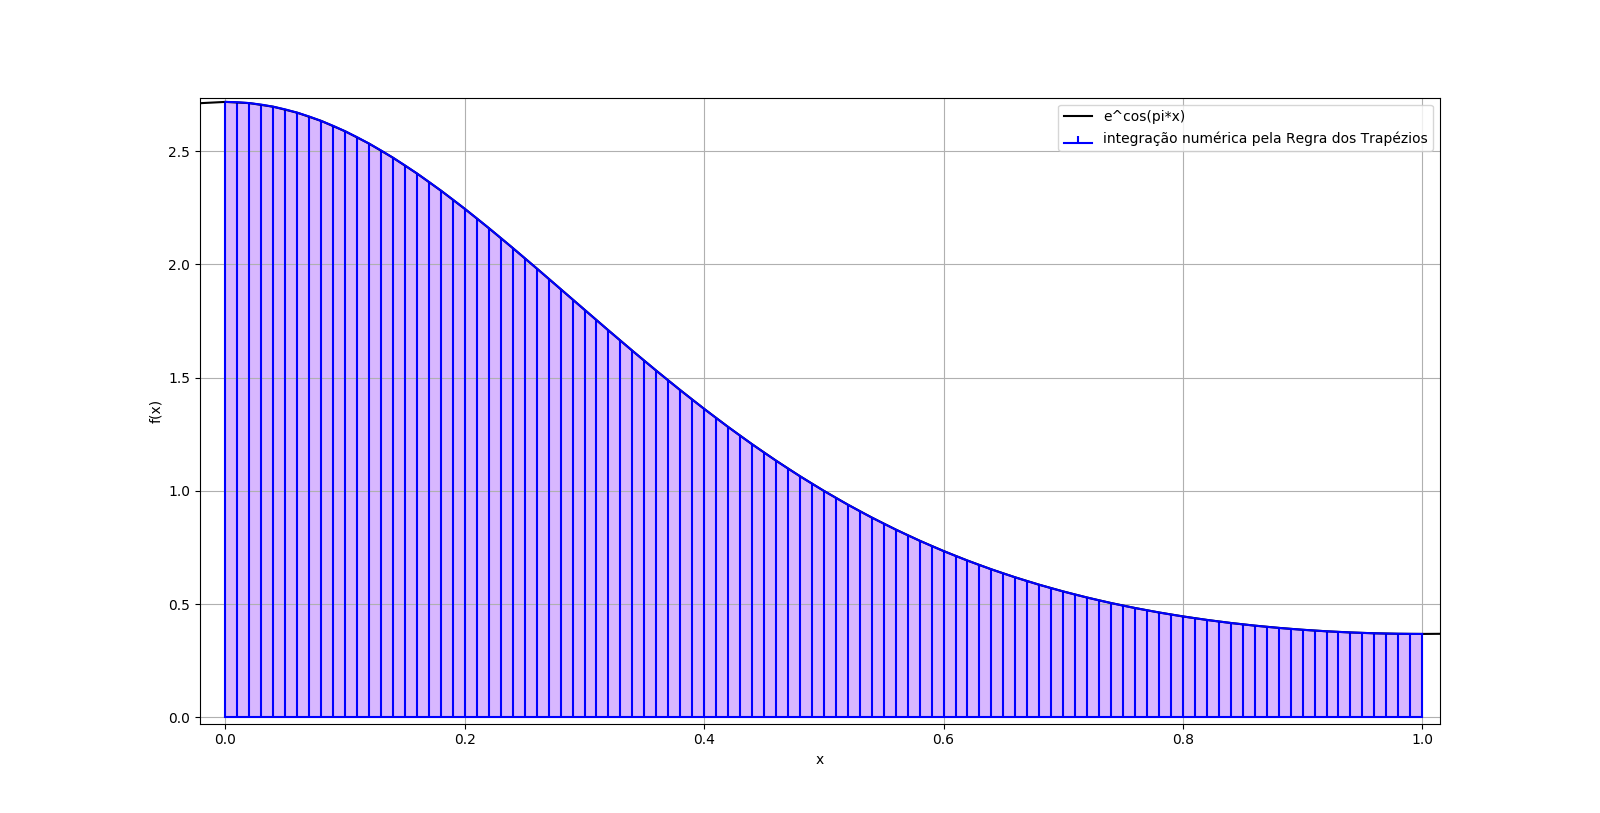 e^cos(pi*x)
integração numérica pela Regra dos Trapézios
2.5
2.0
1.5
1.0
0.5
0.0
f(x)
0.0 0.2 0.4 0.6 0.8 1.0
x